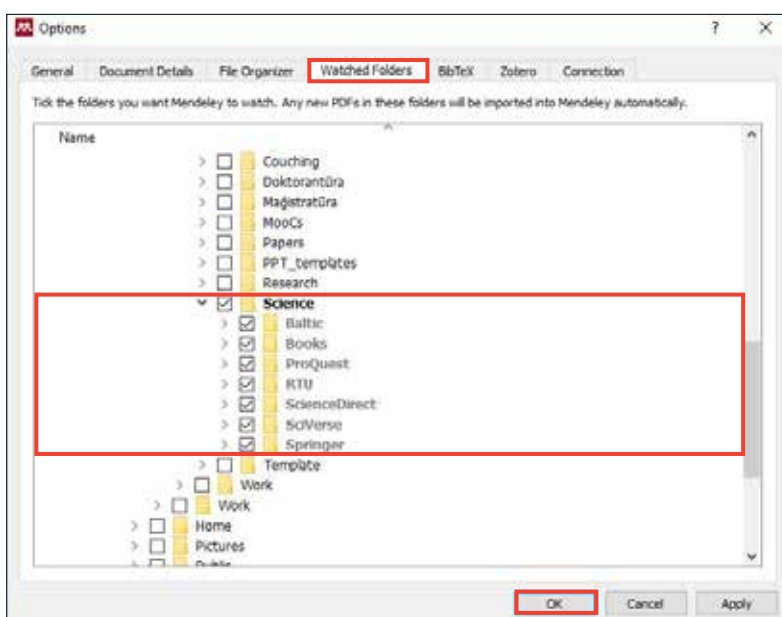 Options
General Document Details File Organizer Watched Folders BibTeX Zotero Connection
Tick the folders you want Mendeley to watch. Any new PDFs in these folders will be imported into Mendeley automatically.
Name
Couching
Doktorantūra
Maģistratūra
MooCs
Papers
PPT_templates
Research
Science
Baltic
Books
ProQuest
RTU
ScienceDirect
SciVerse
Springer
Template
Work
Work
Home
Pictures
OK Cancel Apply